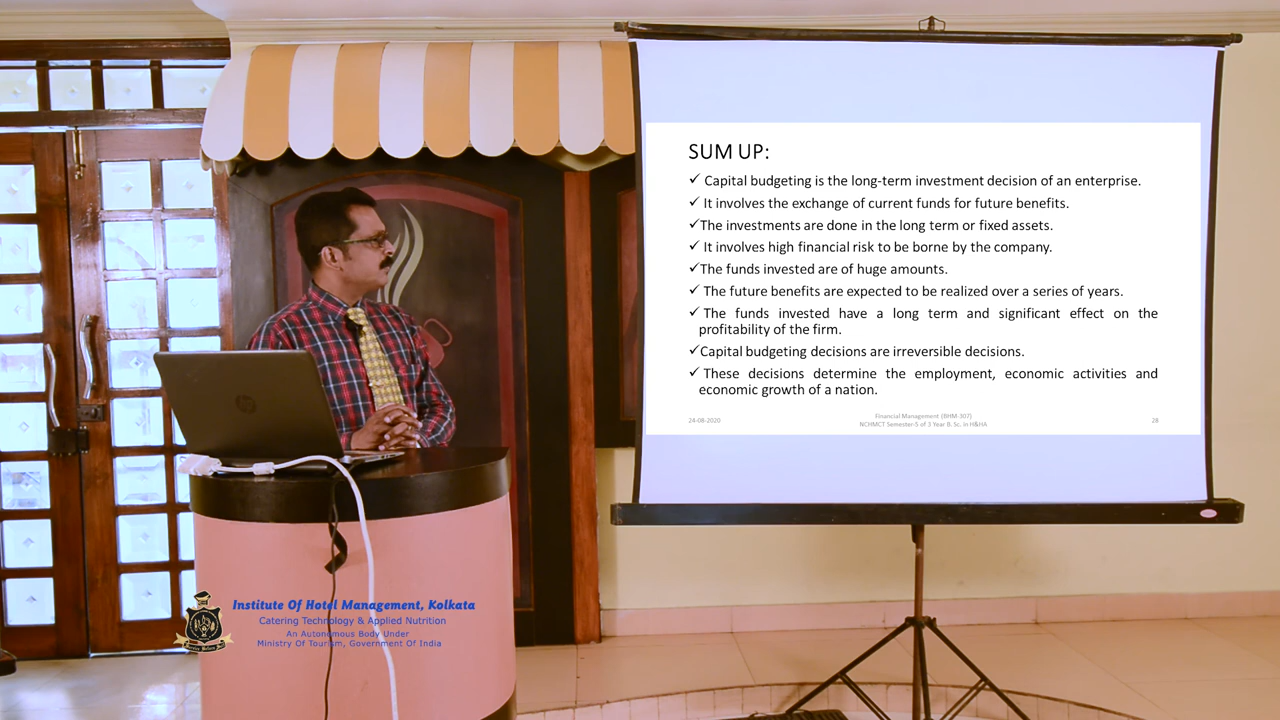 SUM UP:
✓ Capital budgeting is the long-term investment decision of an enterprise.
✓ It involves the exchange of current funds for future benefits.
✓The investments are done in the long term or fixed assets.
✓ It involves high financial risk to be borne by the company.
✓The funds invested are of huge amounts.
✓ The future benefits are expected to be realized over a series of years.
✓ The funds invested have a long term and significant effect on the
profitability of the firm.
✓Capital budgeting decisions are irreversible decisions.
✓ These decisions determine the employment, economic activities and
economic growth of a nation.
24-08-2020
Financial Management (BHM-307)
NCHMCT Semester-5 of 3 Year B. Sc. In H&HA
28
Institute Of Hotel Management, Kolkata
Catering Technology & Applied Nutrition
An Autonomous Body Under
Ministry Of Tourism, Government Of India